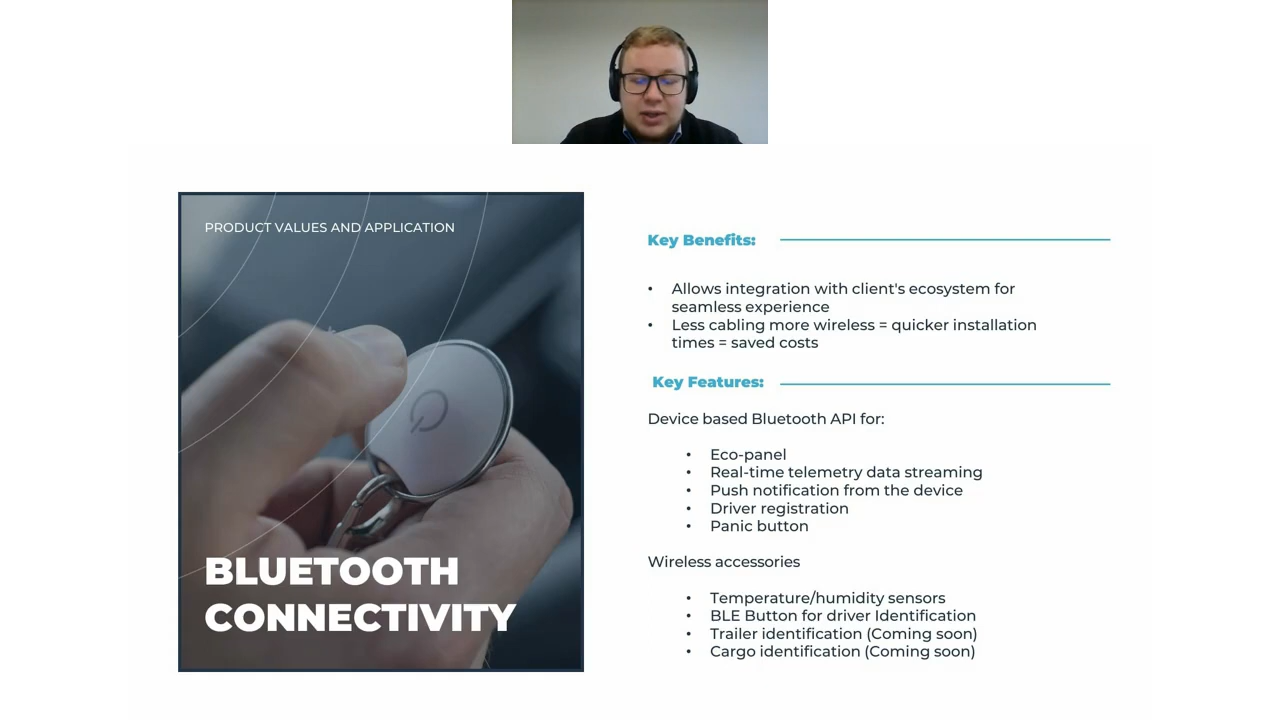 PRODUCT VALUES AND APPLICATION
BLUETOOTH
CONNECTIVITY
Key Benefits:
• Allows integration with client's ecosystem for
seamless experience
• Less cabling more wireless = quicker installation
times = saved costs
Key Features:
Device based Bluetooth API for:
• Eco-panel
• Real-time telemetry data streaming
• Push notification from the device
• Driver registration
• Panic button
Wireless accessories
• Temperature/humidity sensors
• BLE Button for driver Identification
• Trailer identification (Coming soon)
• Cargo identification (Coming soon)